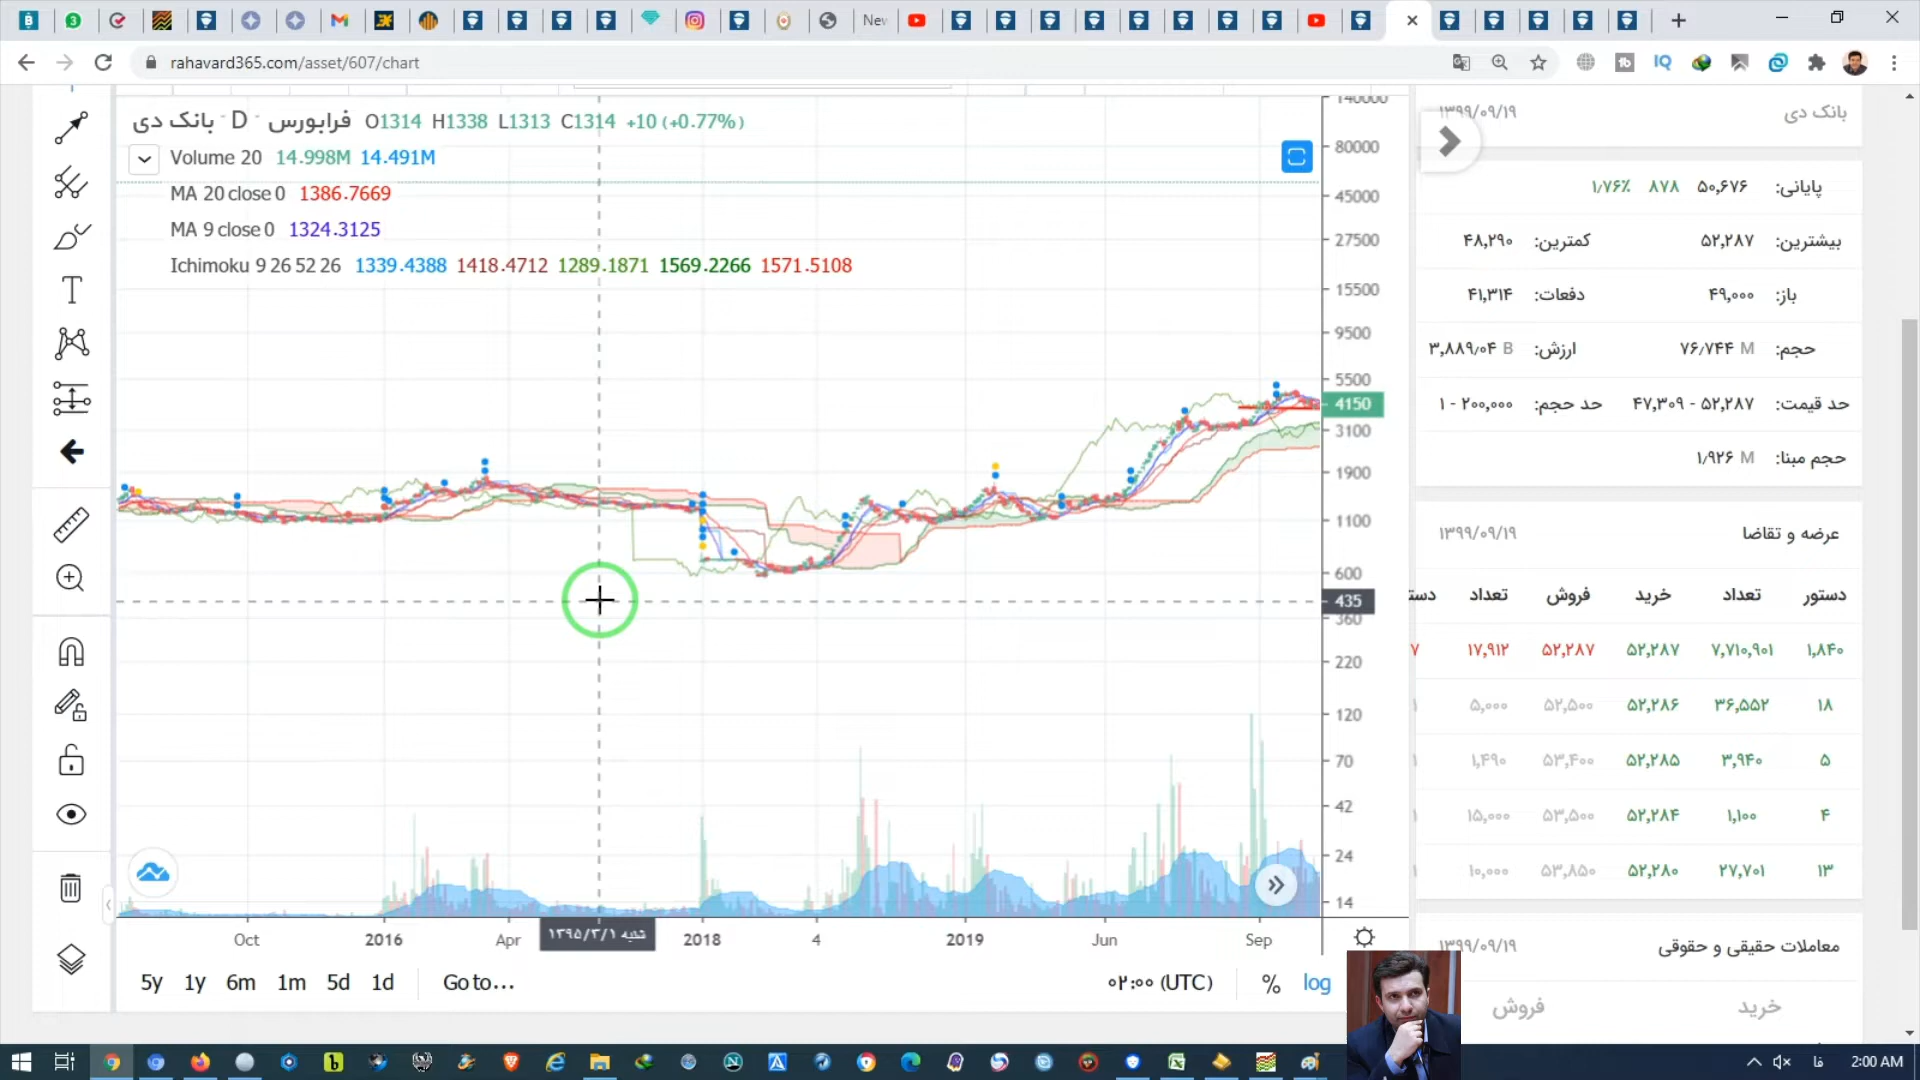 New
rahavard365.com/asset/607/chart
بانک دی - D - فرابورس O1314 H1338 L1313 C1314 +10 (+0.77%)
Volume 20 14.998M 14.491M
MA 20 close 0 1386.7669
MA 9 close 0 1324.3125
Ichimoku 9 26 52 26 1339.4388 1418.4712 1289.1871 1569.2266 1571.5108
140000
80000
45000
27500
15500
9500
5500
4150
3100
1900
1100
600
435
360
220
120
70
42
24
14
Oct 2016 Apr شنبه ۱۳۹۵/۳/۱ 2018 4 2019 Jun Sep
5y 1y 6m 1m 5d 1d Go to... ۰۲:۰۰ (UTC) % log
بانک دی ۱۳۹۹/۰۹/۱۹
پایانی: ۵۰,۶۷۶ ۸۷۸ ۱/۷۶٪
بیشترین: ۵۲,۲۸۷ کمترین: ۴۸,۲۹۰
باز: ۴۹,۰۰۰ دفعات: ۴۱,۳۱۴
حجم: ۷۶/۷۴۴ M ارزش: ۳,۸۸۹/۰۴ B
حد قیمت: ۴۷,۳۰۹ - ۵۲,۲۸۷ حد حجم: ۱ - ۲۰۰,۰۰۰
حجم مبنا: ۱/۹۲۶ M
عرضه و تقاضا ۱۳۹۹/۰۹/۱۹
دستور تعداد خرید فروش تعداد دست
۱,۸۴۰ ۷,۷۱۰,۹۰۱ ۵۲,۲۸۷ ۵۲,۲۸۷ ۱۷,۹۱۲ ۷
۱۸ ۳۶,۵۵۲ ۵۲,۲۸۶ ۵۲,۵۰۰ ۵,۰۰۰ ۱
۵ ۳,۹۴۰ ۵۲,۲۸۵ ۵۳,۴۰۰ ۱,۴۹۰ ۱
۴ ۱,۱۰۰ ۵۲,۲۸۴ ۵۳,۵۰۰ ۱۵,۰۰۰ ۱
۱۳ ۲۷,۷۰۱ ۵۲,۲۸۰ ۵۳,۸۵۰ ۱۰,۰۰۰ ۱
معاملات حقیقی و حقوقی ۱۳۹۹/۰۹/۱۹
خرید فروش
فا 2:00 AM